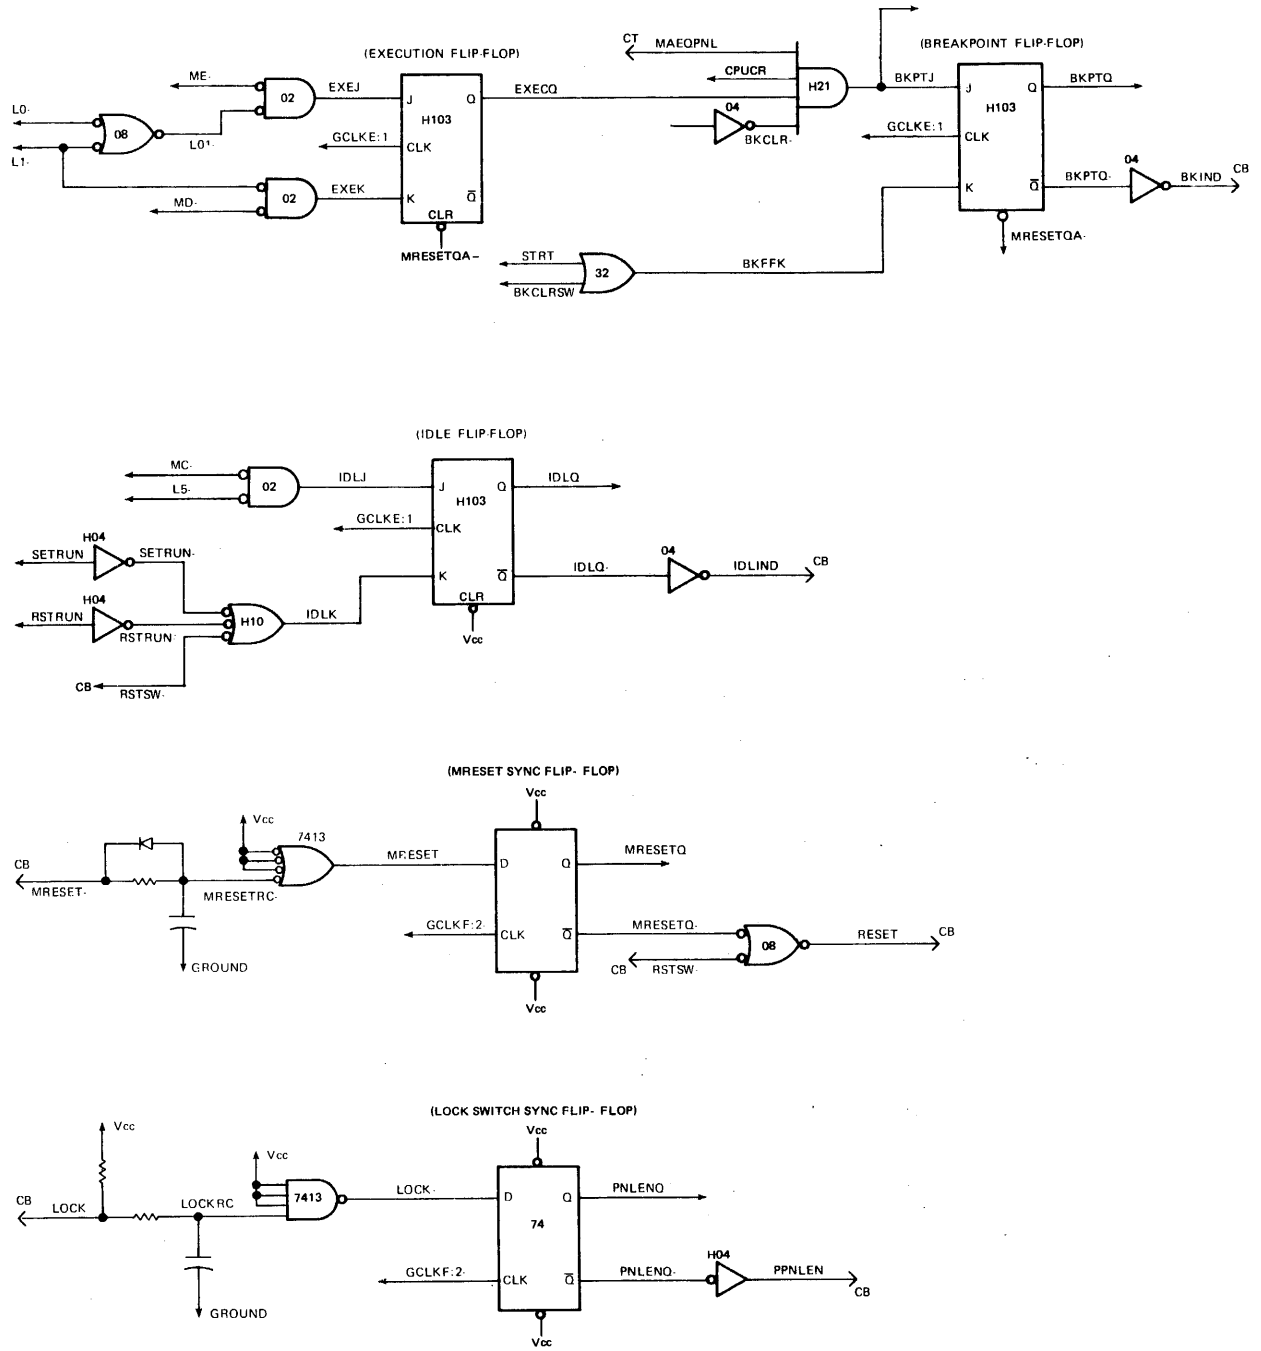 (EXECUTION FLIP-FLOP)
ME-
02
EXEJ
L0-
08
L01-
L1-
MD-
02
EXEK
J
Q
H103
GCLKE:1
CLK
K
Q
CLR
MRESETQA-
EXECQ
CT
MAEQPNL
CPUCR
04
BKCLR-
H21
BKPTJ
(BREAKPOINT FLIP-FLOP)
J
Q
H103
GCLKE:1
CLK
K
Q
BKPTQ
BKPTQ-
04
BKIND
CB
MRESETQA-
STRT
BKCLRSW
32
BKFFK
(IDLE FLIP-FLOP)
MC-
L5-
02
IDLJ
J
Q
H103
GCLKE:1
CLK
K
Q
CLR
Vcc
IDLQ
IDLQ-
04
IDLIND
CB
SETRUN
H04
SETRUN-
RSTRUN
H04
RSTRUN-
CB
RSTSW-
H10
IDLK
(MRESET SYNC FLIP- FLOP)
Vcc
CB
MRESET-
MRESETRC-
GROUND
Vcc
7413
MRESET
D
Q
GCLKF:2-
CLK
Q
Vcc
MRESETQ
MRESETQ-
CB
RSTSW-
08
RESET
CB
(LOCK SWITCH SYNC FLIP- FLOP)
Vcc
Vcc
CB
LOCK
LOCKRC
GROUND
Vcc
7413
LOCK-
D
Q
74
GCLKF:2-
CLK
Q
Vcc
PNLENQ
PNLENQ-
H04
PPNLEN
CB